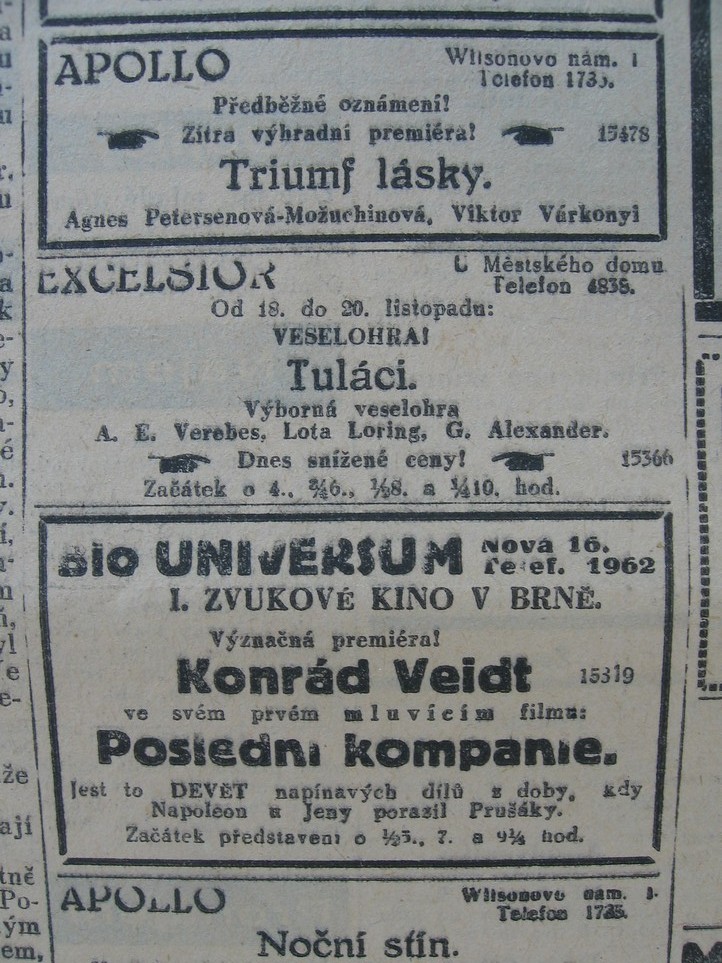 APOLLO
Wilsonovo nám. 1
Telefon 1735.
Předběžné oznámení!
Zítra výhradní premiéra! 15478
Triumf lásky.
Agnes Petersenová-Možuchinová, Viktor Várkonyi
EXCELSIOR
U Městského domu
Telefon 4838.
Od 18. do 20. listopadu:
VESELOHRA!
Tuláci.
Výborná veselohra
A. E. Verebes, Lota Loring, G. Alexander.
Dnes snížené ceny! 15366
Začátek o 4., ¾6., ½8. a ¼10. hod.
BIO UNIVERSUM
Nová 16.
Telef. 1962
I. ZVUKOVÉ KINO V BRNĚ.
Význačná premiéra!
Konrád Veidt 15319
ve svém prvém mluvícím filmu:
Poslední kompanie.
Jest to DEVĚT napínavých dílů z doby, kdy
Napoleon u Jeny porazil Prušáky.
Začátek představení o ½5., 7. a 9¼ hod.
APOLLO
Wilsonovo nám. 1.
Telefon 1735.
Noční stín.